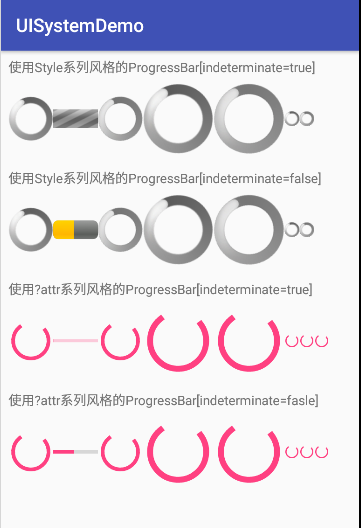 UISystemDemo
使用Style系列风格的ProgressBar[indeterminate=true]
使用Style系列风格的ProgressBar[indeterminate=false]
使用?attr系列风格的ProgressBar[indeterminate=true]
使用?attr系列风格的ProgressBar[indeterminate=fasle]